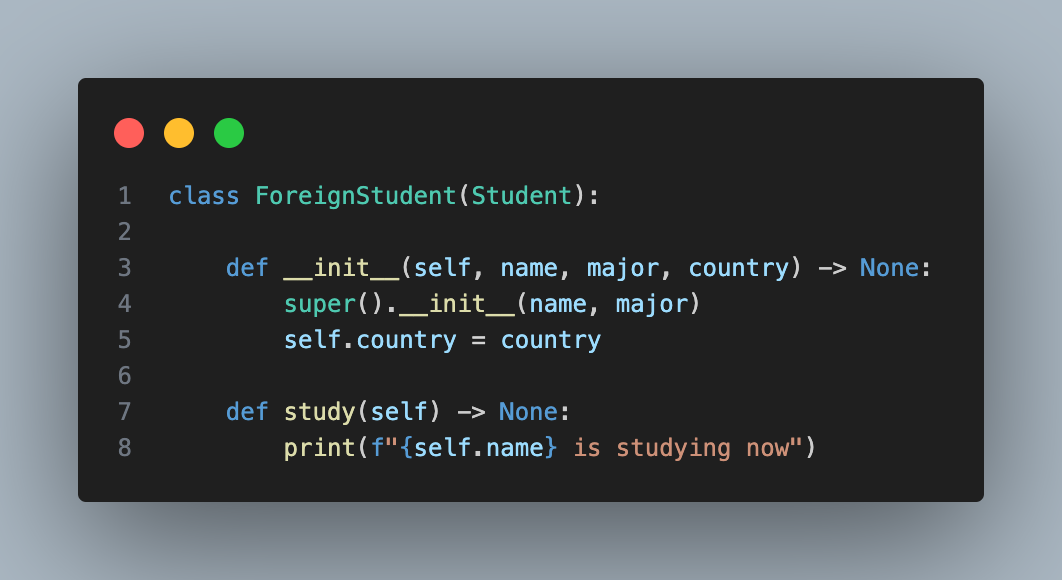 1 class ForeignStudent(Student):
2
3     def __init__(self, name, major, country) -> None:
4         super().__init__(name, major)
5         self.country = country
6
7     def study(self) -> None:
8         print(f"{self.name} is studying now")